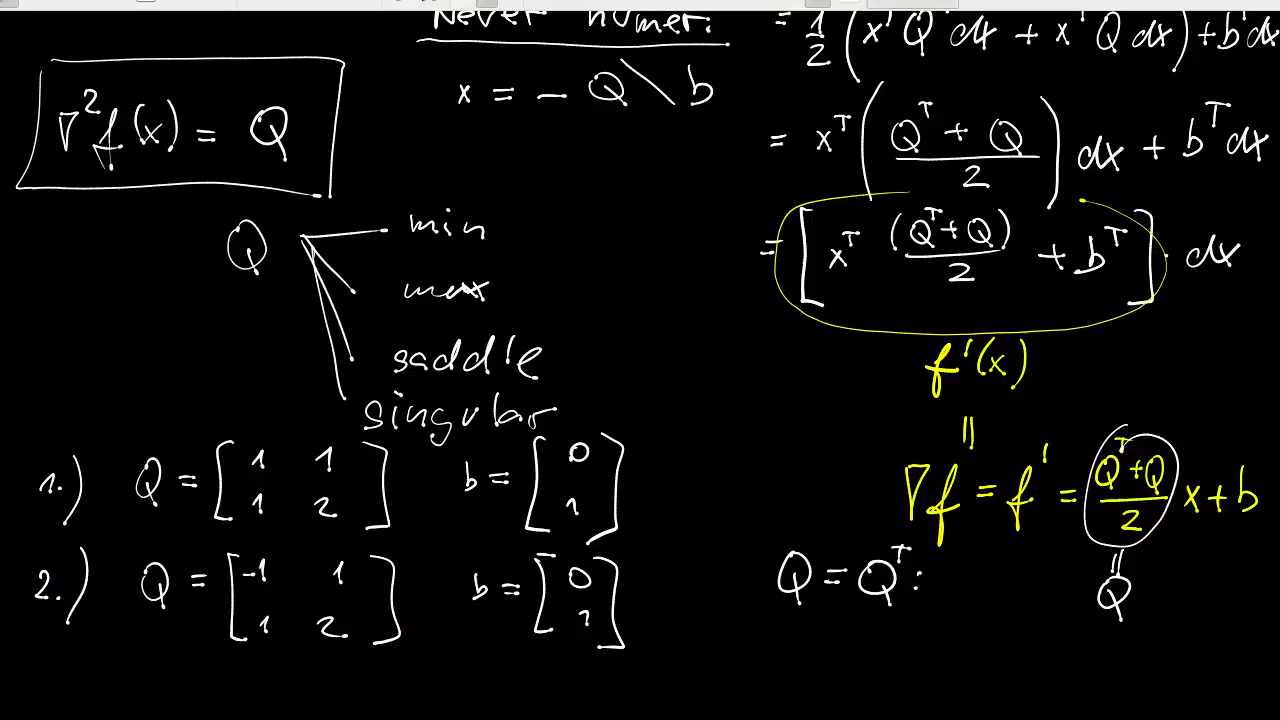 Never numer.
x = - Q \ b
∇²f(x) = Q
Q
min
max
saddle
singular
1.) Q = [1 1; 1 2] b = [0; 1]
2.) Q = [-1 1; 1 2] b = [0; 1]
= 1/2 (xᵀQᵀdx + xᵀQdx) + bᵀdx
= xᵀ((Qᵀ + Q)/2) dx + bᵀdx
= [xᵀ (Qᵀ+Q)/2 + bᵀ] dx
f'(x)
=
∇f = f' = (Qᵀ+Q)/2 x + b
=
Q = Qᵀ: Q